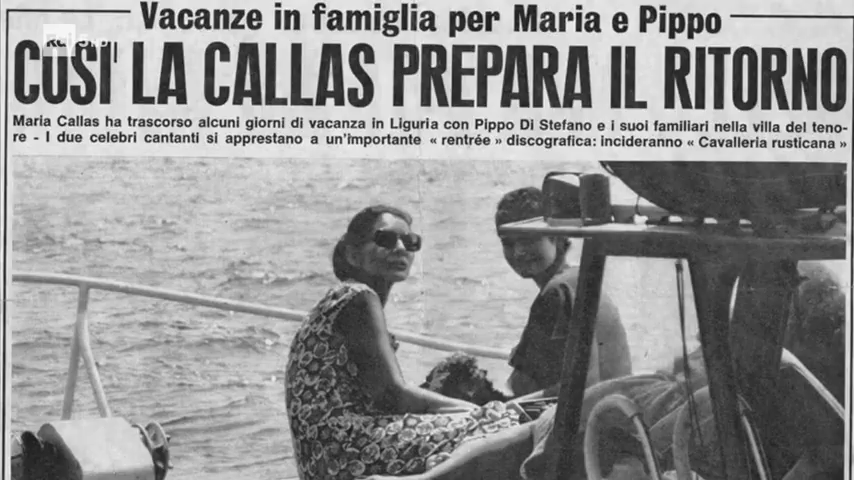 Vacanze in famiglia per Maria e Pippo
Rai 5
COSI' LA CALLAS PREPARA IL RITORNO
Maria Callas ha trascorso alcuni giorni di vacanza in Liguria con Pippo Di Stefano e i suoi familiari nella villa del teno-
re - I due celebri cantanti si apprestano a un'importante « rentrée » discografica: incideranno « Cavalleria rusticana »